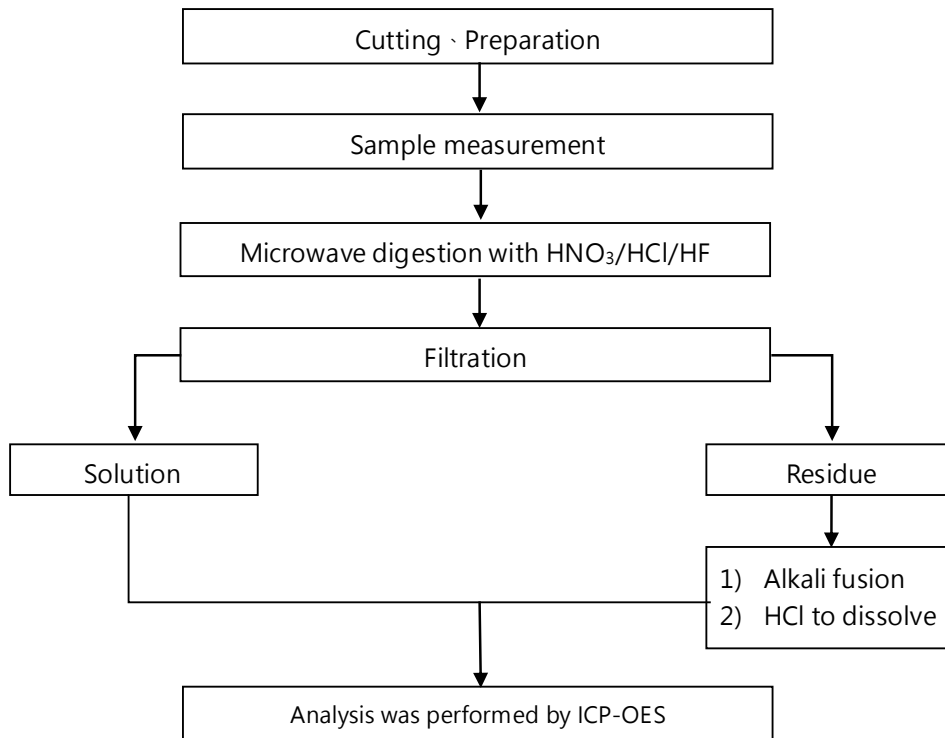 Cutting、Preparation
Sample measurement
Microwave digestion with HNO₃/HCl/HF
Filtration
Solution
Residue
1) Alkali fusion
2) HCl to dissolve
Analysis was performed by ICP-OES